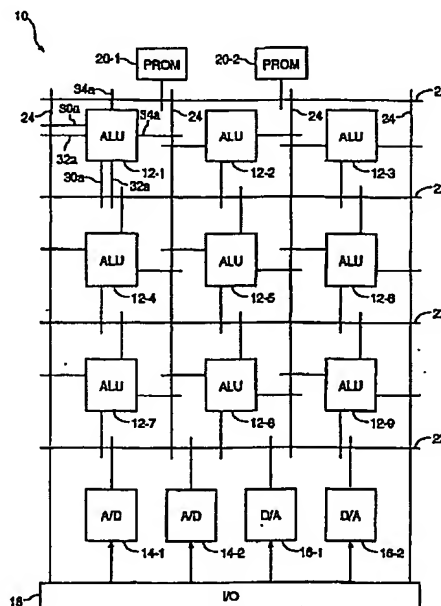 10
20-1
PROM
20-2
PROM
34a
24
30a
24
24
24
22
ALU
34a
ALU
ALU
32a
12-1
12-2
12-3
30a
32a
22
ALU
ALU
ALU
12-4
12-5
12-6
22
ALU
ALU
ALU
12-7
12-8
12-9
22
A/D
A/D
D/A
D/A
14-1
14-2
16-1
16-2
18
I/O